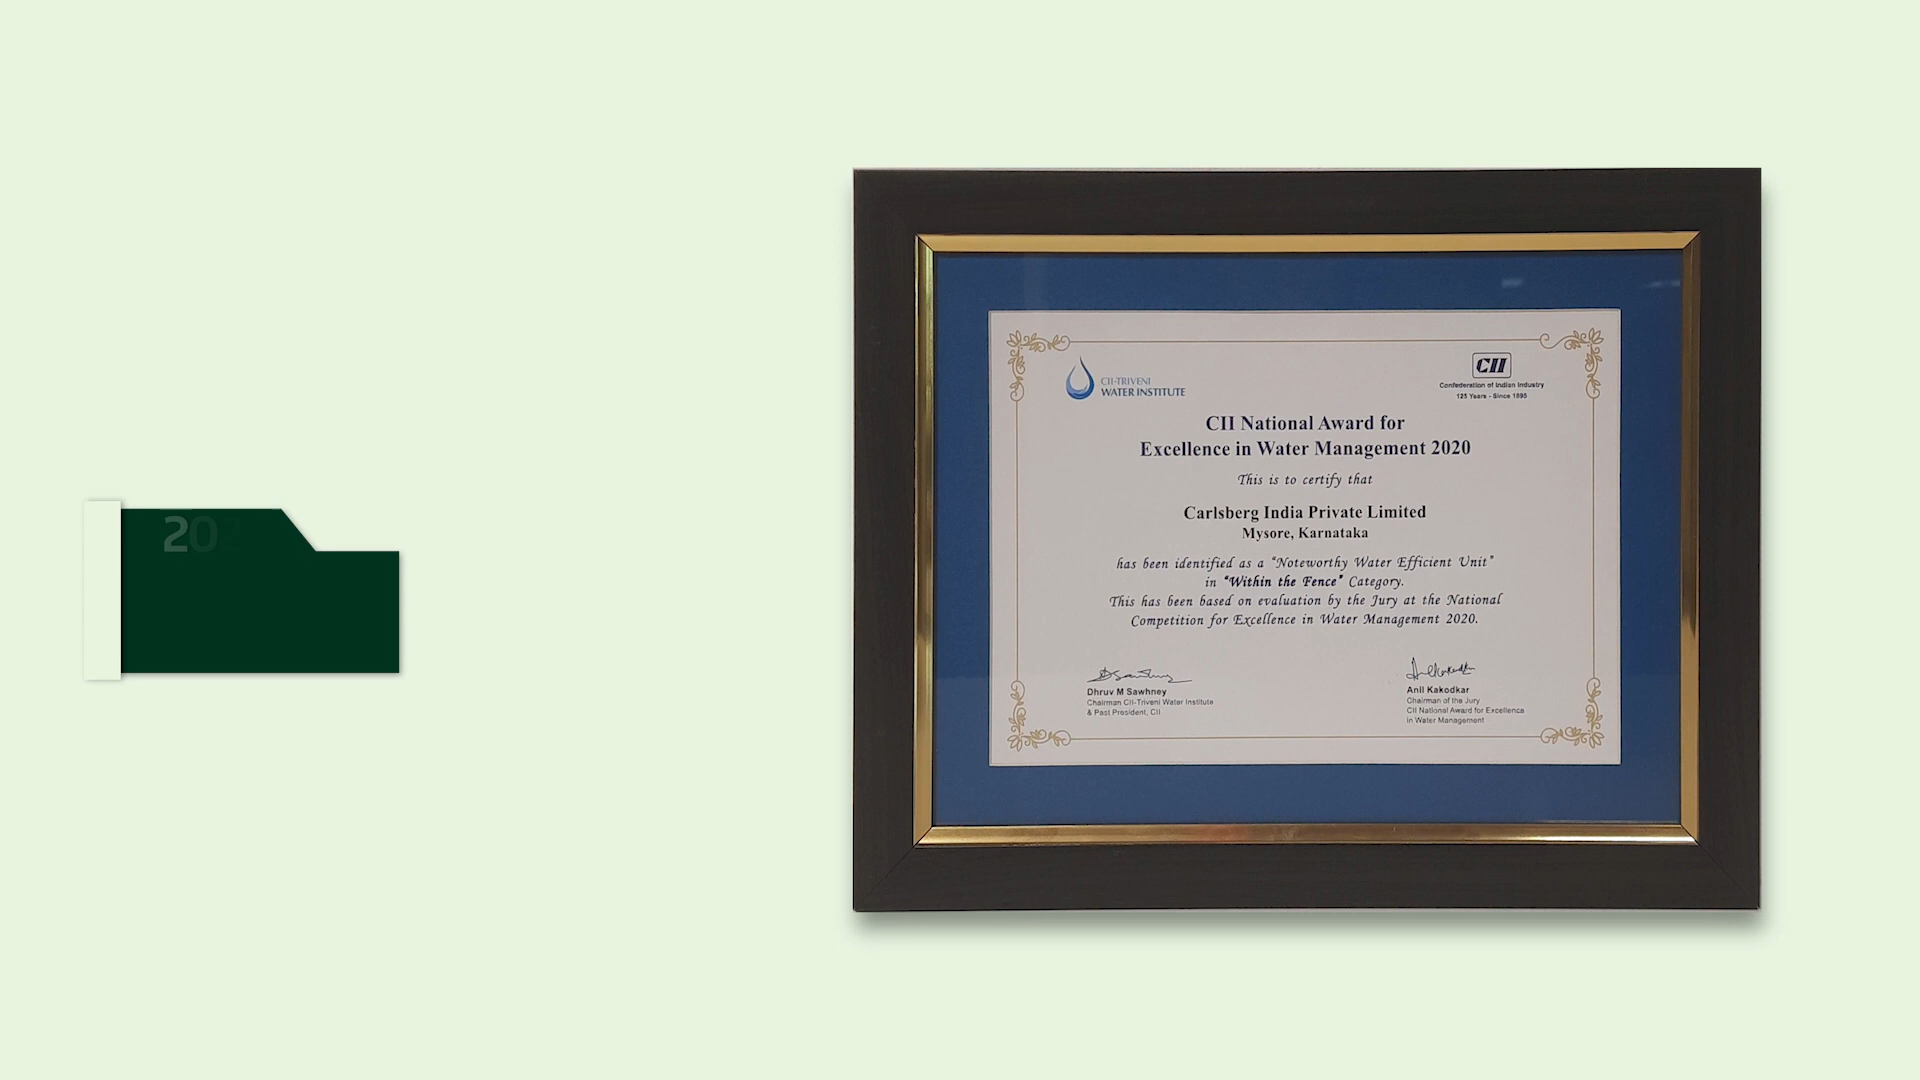 20
CII-TRIVENI
WATER INSTITUTE
CII
Confederation of Indian Industry
125 Years - Since 1895
CII National Award for
Excellence in Water Management 2020
This is to certify that
Carlsberg India Private Limited
Mysore, Karnataka
has been identified as a “Noteworthy Water Efficient Unit”
in “Within the Fence” Category.
This has been based on evaluation by the Jury at the National
Competition for Excellence in Water Management 2020.
Dhruv M Sawhney
Chairman CII-Triveni Water Institute
& Past President, CII
Anil Kakodkar
Chairman of the Jury
CII National Award for Excellence
in Water Management